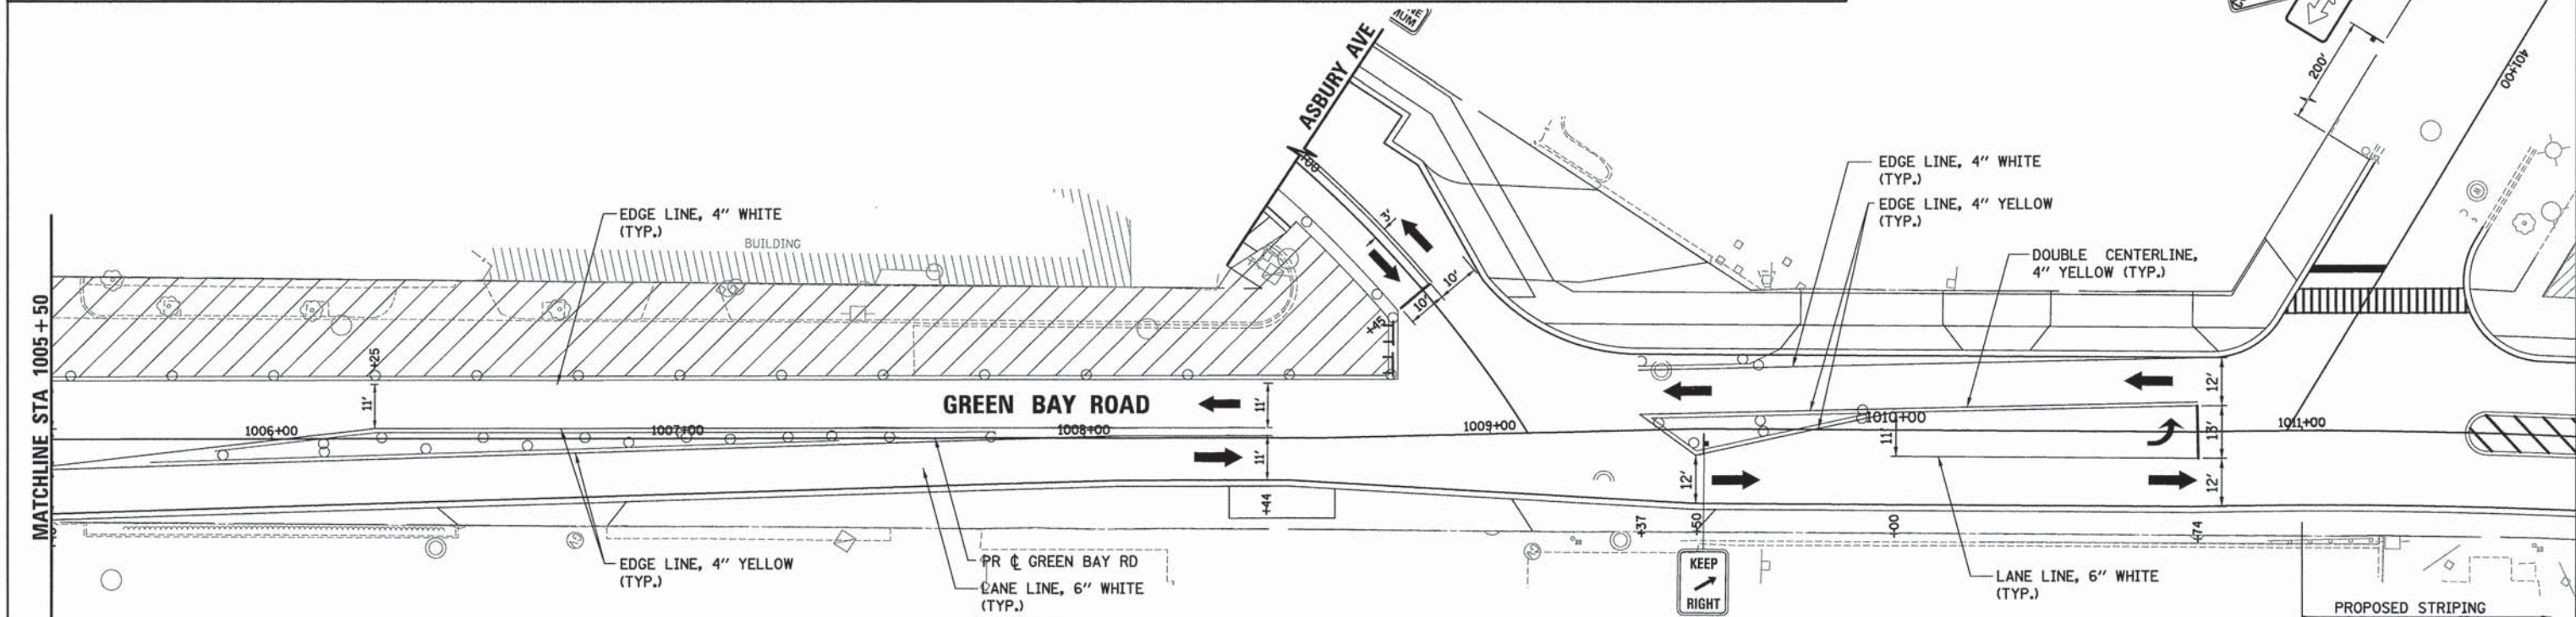 MATCHLINE STA 1005+50
EDGE LINE, 4" WHITE
(TYP.)
BUILDING
+25
11'
1006+00
1007+00
1008+00
GREEN BAY ROAD
11'
11'
+44
EDGE LINE, 4" YELLOW
(TYP.)
PR ℄ GREEN BAY RD
LANE LINE, 6" WHITE
(TYP.)
ASBURY AVE
+00
3'
10'
10'
+45
1009+00
EDGE LINE, 4" WHITE
(TYP.)
EDGE LINE, 4" YELLOW
(TYP.)
DOUBLE CENTERLINE,
4" YELLOW (TYP.)
1010+00
11'
12'
12'
13'
12'
1011+00
+37
+50
+00
+74
KEEP
RIGHT
LANE LINE, 6" WHITE
(TYP.)
200'
401+00
PROPOSED STRIPING